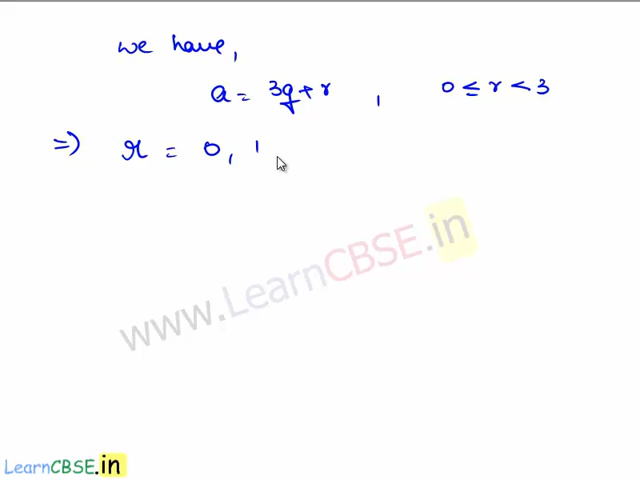 we have,
a = 3q + r , 0 ≤ r < 3
⇒ r = 0, 1
www.LearnCBSE.in
LearnCBSE.in